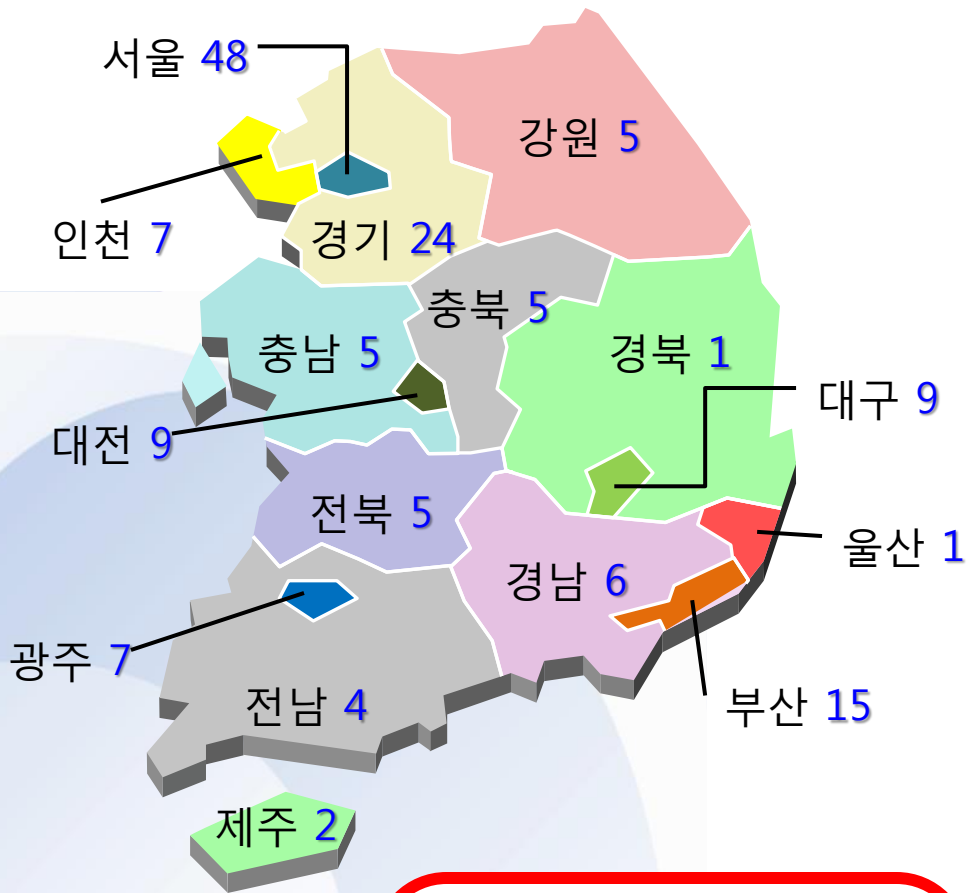 서울 48
강원 5
인천 7
경기 24
충북 5
충남 5
경북 1
대구 9
대전 9
전북 5
울산 1
경남 6
광주 7
전남 4
부산 15
제주 2